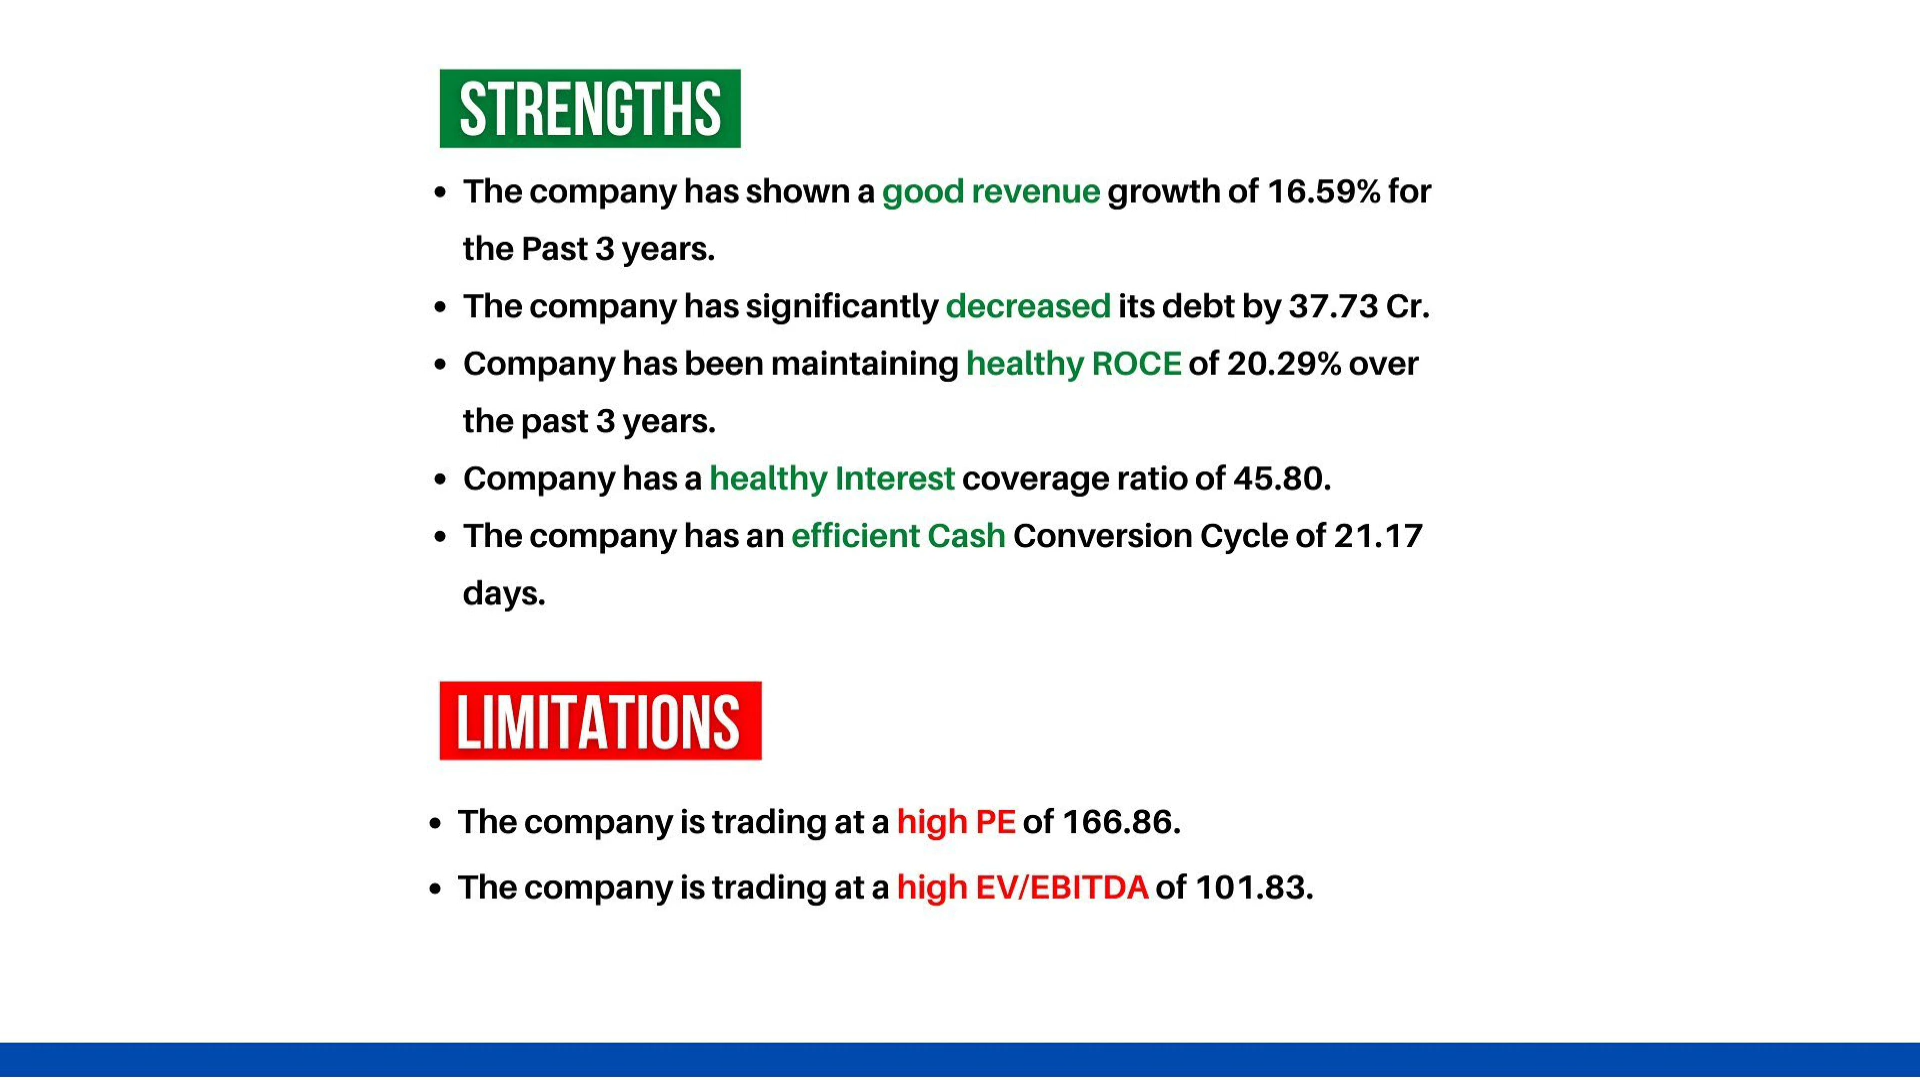 STRENGTHS
• The company has shown a good revenue growth of 16.59% for
the Past 3 years.
• The company has significantly decreased its debt by 37.73 Cr.
• Company has been maintaining healthy ROCE of 20.29% over
the past 3 years.
• Company has a healthy Interest coverage ratio of 45.80.
• The company has an efficient Cash Conversion Cycle of 21.17
days.
LIMITATIONS
• The company is trading at a high PE of 166.86.
• The company is trading at a high EV/EBITDA of 101.83.